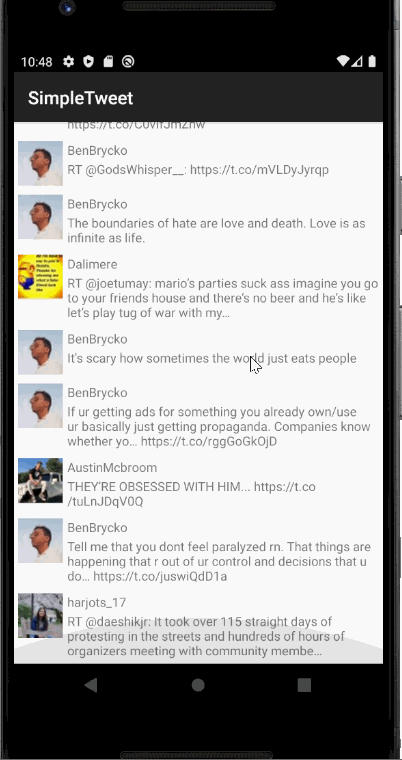 10:48
SimpleTweet
BenBrycko
RT @GodsWhisper__: https://t.co/mVLDyJyrqp
BenBrycko
The boundaries of hate are love and death. Love is as
infinite as life.
Dalimere
RT @joetumay: mario's parties suck ass imagine you go
to your friends house and there's no beer and he's like
let's play tug of war with my…
BenBrycko
It's scary how sometimes the world just eats people
BenBrycko
If ur getting ads for something you already own/use
ur basically just getting propaganda. Companies know
whether yo… https://t.co/rggGoGkOjD
AustinMcbroom
THEY'RE OBSESSED WITH HIM... https://t.co
/tuLnJDqV0Q
BenBrycko
Tell me that you dont feel paralyzed rn. That things are
happening that r out of ur control and decisions that u
do… https://t.co/juswiQdD1a
harjots_17
RT @daeshikjr: It took over 115 straight days of
protesting in the streets and hundreds of hours of
organizers meeting with community membe…